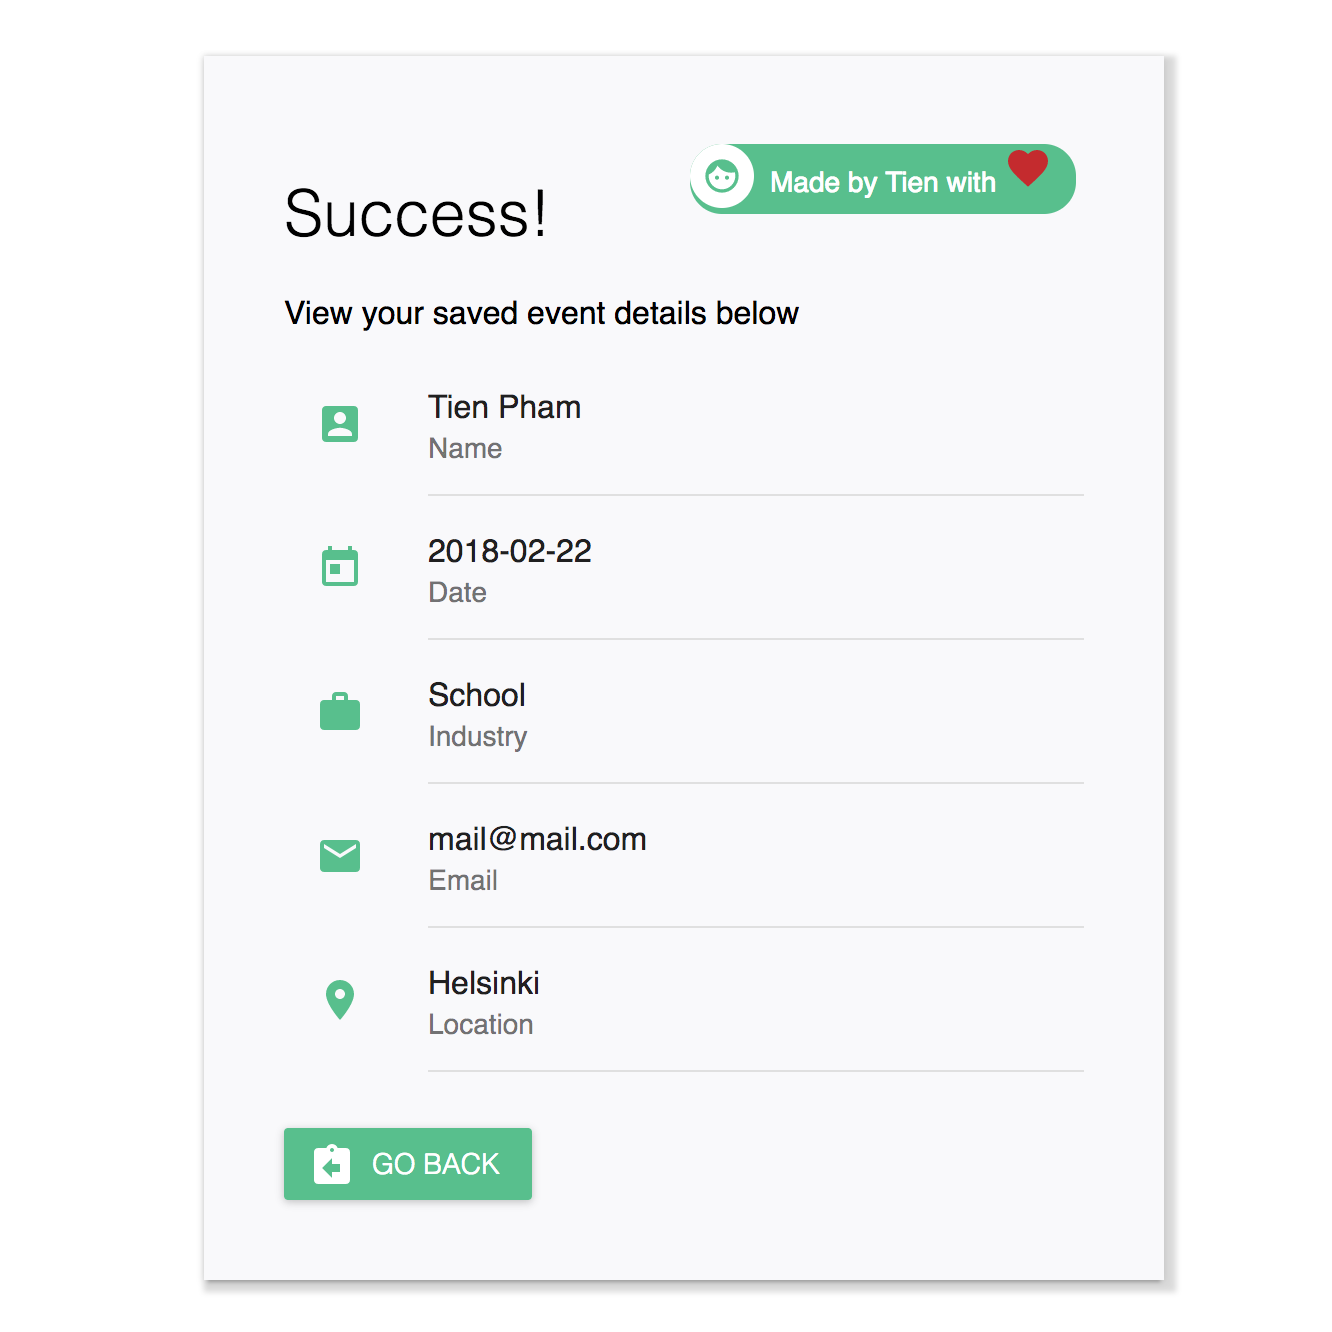 Made by Tien with
Success!
View your saved event details below
Tien Pham
Name
2018-02-22
Date
School
Industry
mail@mail.com
Email
Helsinki
Location
GO BACK